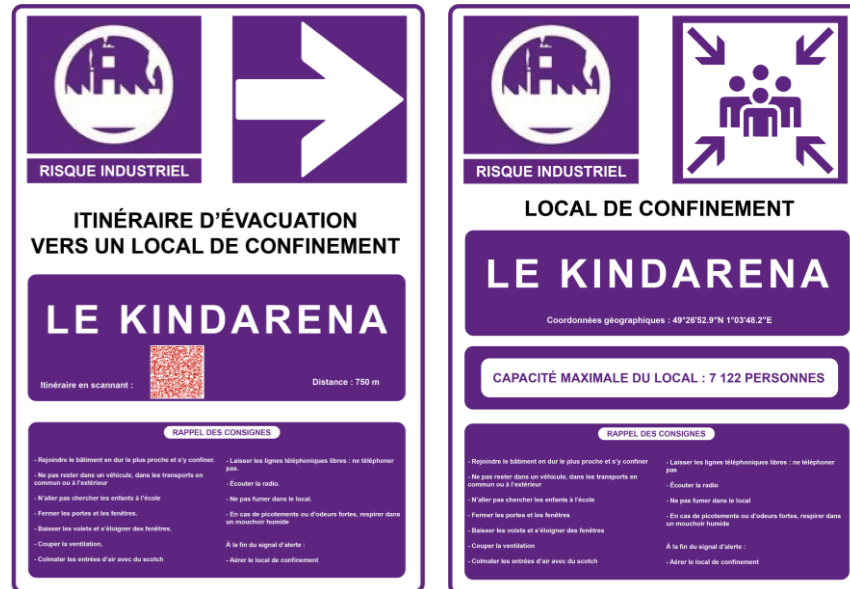 RISQUE INDUSTRIEL
ITINÉRAIRE D'ÉVACUATION
VERS UN LOCAL DE CONFINEMENT
LE KINDARENA
Itinéraire en scannant :
Distance : 750 m
RAPPEL DES CONSIGNES
- Rejoindre le bâtiment en dur le plus proche et s'y confiner.
- Ne pas rester dans un véhicule, dans les transports en
commun ou à l'extérieur
- N'aller pas chercher les enfants à l'école
- Fermer les portes et les fenêtres.
- Baisser les volets et s'éloigner des fenêtres.
- Couper la ventilation,
- Colmater les entrées d'air avec du scotch
- Laisser les lignes téléphoniques libres : ne téléphoner
pas.
- Écouter la radio.
- Ne pas fumer dans le local.
- En cas de picotements ou d'odeurs fortes, respirer dans
un mouchoir humide
À la fin du signal d'alerte :
- Aérer le local de confinement
RISQUE INDUSTRIEL
LOCAL DE CONFINEMENT
LE KINDARENA
Coordonnées géographiques : 49°26'52.9"N 1°03'48.2"E
CAPACITÉ MAXIMALE DU LOCAL : 7 122 PERSONNES
RAPPEL DES CONSIGNES
- Rejoindre le bâtiment en dur le plus proche et s'y confiner
- Ne pas rester dans un véhicule, dans les transports en
commun ou à l'extérieur
- N'aller pas chercher les enfants à l'école
- Fermer les portes et les fenêtres
- Baisser les volets et s'éloigner des fenêtres
- Couper la ventilation
- Colmater les entrées d'air avec du scotch
- Laisser les lignes téléphoniques libres : ne téléphoner
pas
- Écouter la radio
- Ne pas fumer dans le local
- En cas de picotements ou d'odeurs fortes, respirer dans
un mouchoir humide
À la fin du signal d'alerte :
- Aérer le local de confinement